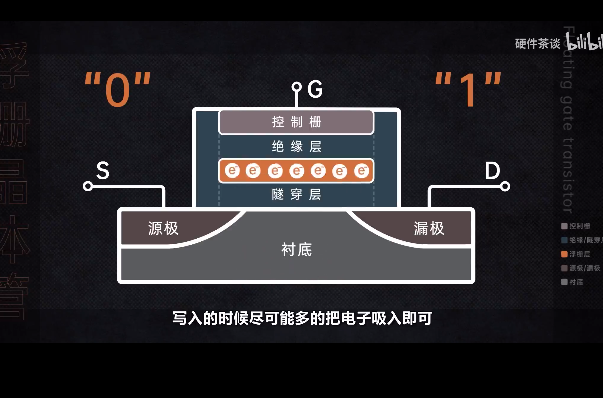 硬件茶谈 bilibili
"0"
"1"
G
控制栅
绝缘层
e e e e e e e
隧穿层
S
D
源极
漏极
衬底
浮栅晶体管
Floating gate transistor
控制栅
绝缘/隧穿层
浮栅层
源极/漏极
衬底
写入的时候尽可能多的把电子吸入即可